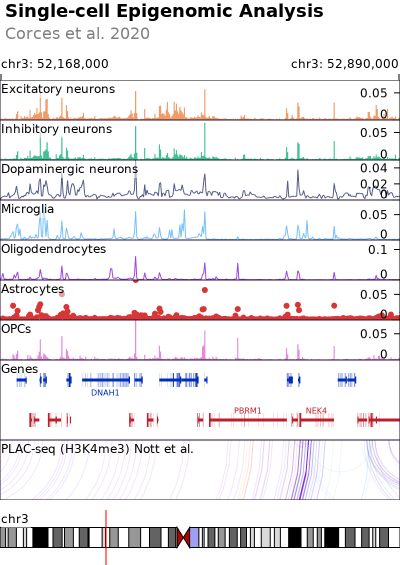 Single-cell Epigenomic Analysis
Corces et al. 2020
chr3: 52,168,000 chr3: 52,890,000
Excitatory neurons 0.05
0
Inhibitory neurons 0.05
0
Dopaminergic neurons 0.04
0.02
0
Microglia 0.05
0
Oligodendrocytes 0.1
0
Astrocytes 0.05
0
OPCs 0.05
0
Genes
DNAH1
PBRM1 NEK4
PLAC-seq (H3K4me3) Nott et al.
chr3